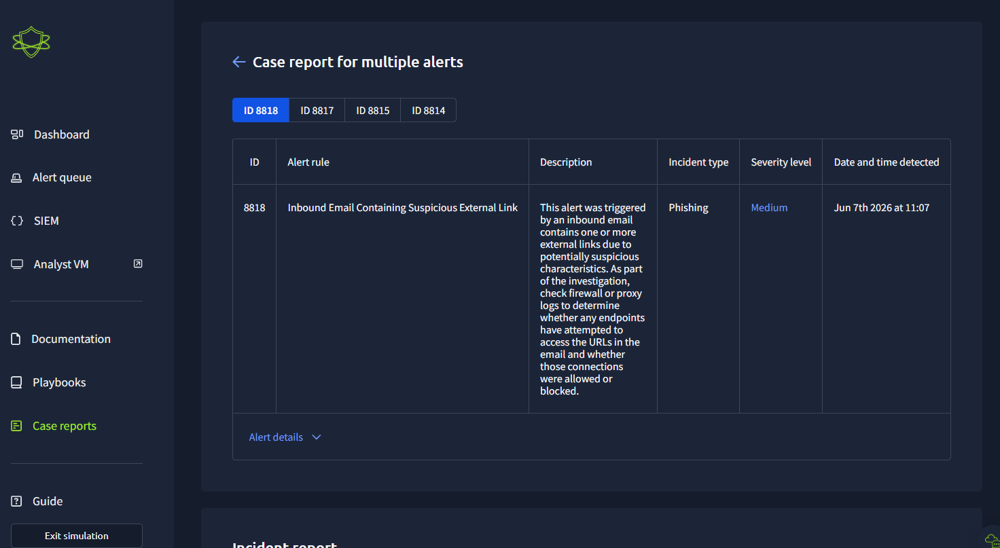 Case report for multiple alerts
ID 8818
ID 8817
ID 8815
ID 8814
Dashboard
Alert queue
SIEM
Analyst VM
Documentation
Playbooks
Case reports
Guide
Exit simulation
ID
Alert rule
Description
Incident type
Severity level
Date and time detected
8818
Inbound Email Containing Suspicious External Link
This alert was triggered
by an inbound email
contains one or more
external links due to
potentially suspicious
characteristics. As part
of the investigation,
check firewall or proxy
logs to determine
whether any endpoints
have attempted to
access the URLs in the
email and whether
those connections
were allowed or
blocked.
Phishing
Medium
Jun 7th 2026 at 11:07
Alert details
Incident report